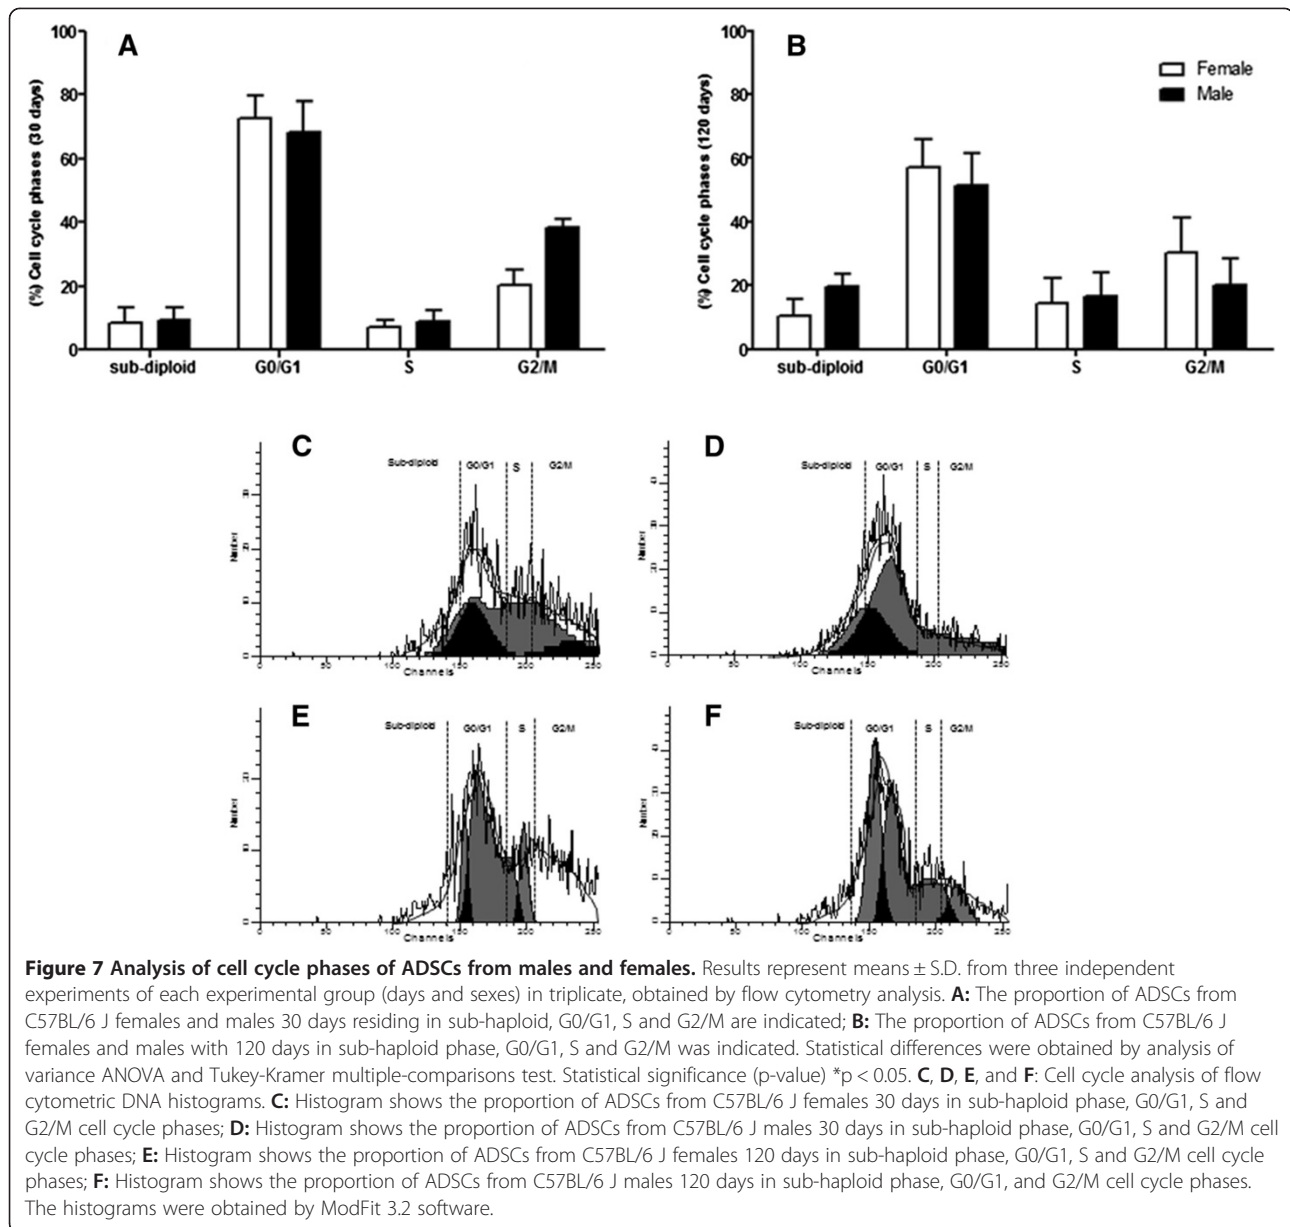 A
B
100
80
60
40
20
0
(%) Cell cycle phases (30 days)
sub-diploid G0/G1 S G2/M
100
80
60
40
20
0
(%) Cell cycle phases (120 days)
sub-diploid G0/G1 S G2/M
Female
Male
C
Sub-diploid G0/G1 S G2/M
Number
0 50 100 150 200 250
Channels
D
Sub-diploid G0/G1 S G2/M
Number
0 50 100 150 200 250
Channels
E
Sub-diploid G0/G1 S G2/M
Number
0 50 100 150 200 250
Channels
F
Sub-diploid G0/G1 S G2/M
Number
0 50 100 150 200 250
Channels
Figure 7 Analysis of cell cycle phases of ADSCs from males and females. Results represent means ± S.D. from three independent
experiments of each experimental group (days and sexes) in triplicate, obtained by flow cytometry analysis. A: The proportion of ADSCs from
C57BL/6 J females and males 30 days residing in sub-haploid, G0/G1, S and G2/M are indicated; B: The proportion of ADSCs from C57BL/6 J
females and males with 120 days in sub-haploid phase, G0/G1, S and G2/M was indicated. Statistical differences were obtained by analysis of
variance ANOVA and Tukey-Kramer multiple-comparisons test. Statistical significance (p-value) *p < 0.05. C, D, E, and F: Cell cycle analysis of flow
cytometric DNA histograms. C: Histogram shows the proportion of ADSCs from C57BL/6 J females 30 days in sub-haploid phase, G0/G1, S and
G2/M cell cycle phases; D: Histogram shows the proportion of ADSCs from C57BL/6 J males 30 days in sub-haploid phase, G0/G1, S and G2/M cell
cycle phases; E: Histogram shows the proportion of ADSCs from C57BL/6 J females 120 days in sub-haploid phase, G0/G1, S and G2/M cell cycle
phases; F: Histogram shows the proportion of ADSCs from C57BL/6 J males 120 days in sub-haploid phase, G0/G1, and G2/M cell cycle phases.
The histograms were obtained by ModFit 3.2 software.